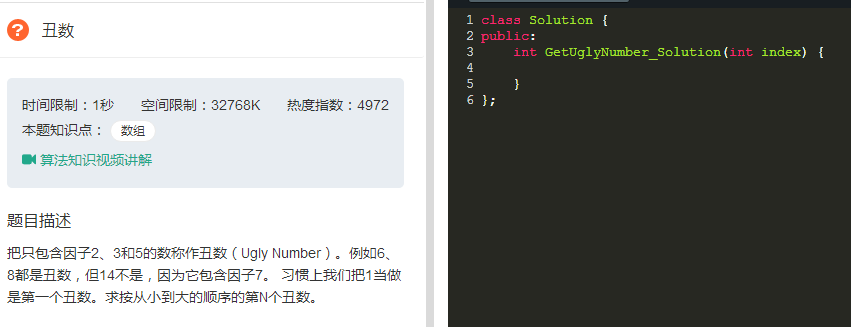 ? 丑数
时间限制：1秒 空间限制：32768K 热度指数：4972
本题知识点： 数组
算法知识视频讲解
题目描述
把只包含因子2、3和5的数称作丑数（Ugly Number）。例如6、
8都是丑数，但14不是，因为它包含因子7。 习惯上我们把1当做
是第一个丑数。求按从小到大的顺序的第N个丑数。
1 class Solution {
2 public:
3     int GetUglyNumber_Solution(int index) {
4
5     }
6 };